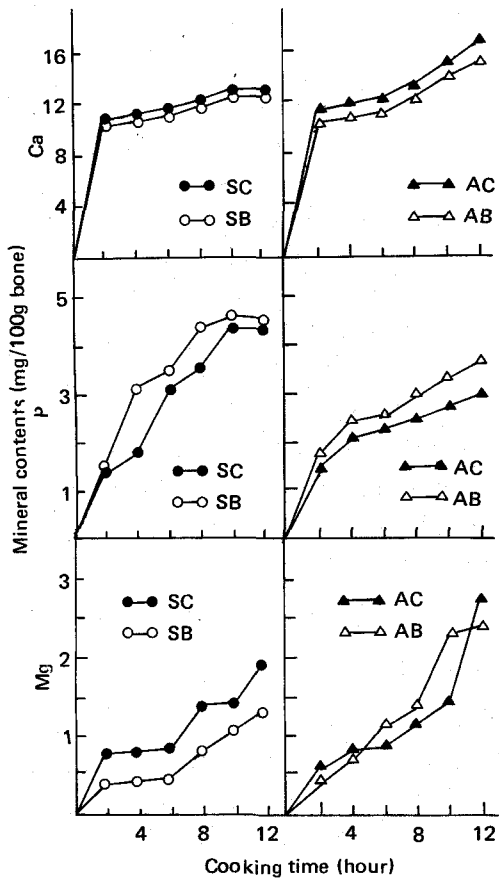 16
12
8
4
Ca
SC
SB
AC
AB
5
3
1
P
SC
SB
AC
AB
3
2
1
Mg
SC
SB
AC
AB
4 8 12 4 8 12
Cooking time (hour)
Mineral contents (mg/100g bone)